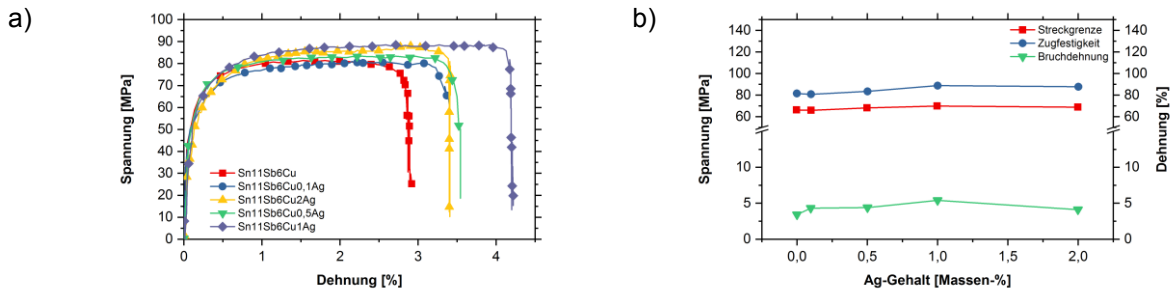 a)
Spannung [MPa]
100
90
80
70
60
50
40
30
20
10
0
Sn11Sb6Cu
Sn11Sb6Cu0,1Ag
Sn11Sb6Cu2Ag
Sn11Sb6Cu0,5Ag
Sn11Sb6Cu1Ag
0
1
2
3
4
Dehnung [%]
b)
Spannung [MPa]
140
120
100
80
60
10
5
0
Streckgrenze
Zugfestigkeit
Bruchdehnung
140
120
100
80
60
10
5
0
Dehnung [%]
0,0
0,5
1,0
1,5
2,0
Ag-Gehalt [Massen-%]